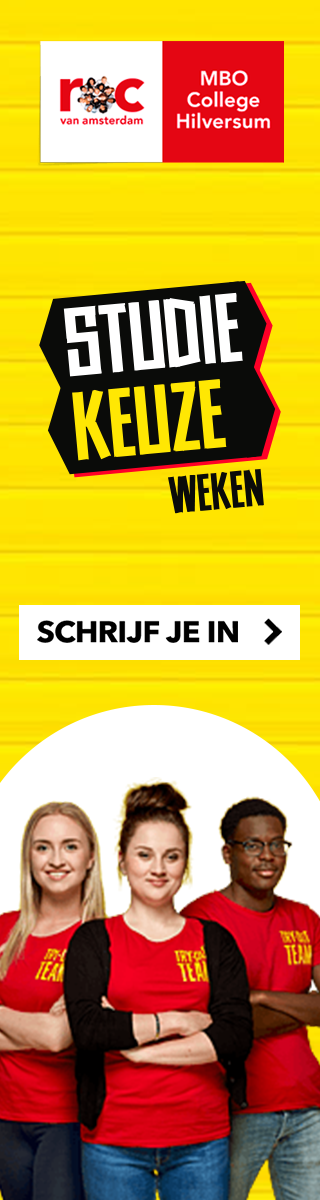 roc
van amsterdam
MBO
College
Hilversum
STUDIE
KEUZE
WEKEN
SCHRIJF JE IN
TRY-OUT
TEAM
TRY-OUT
TEAM
TRY-OUT
TEAM